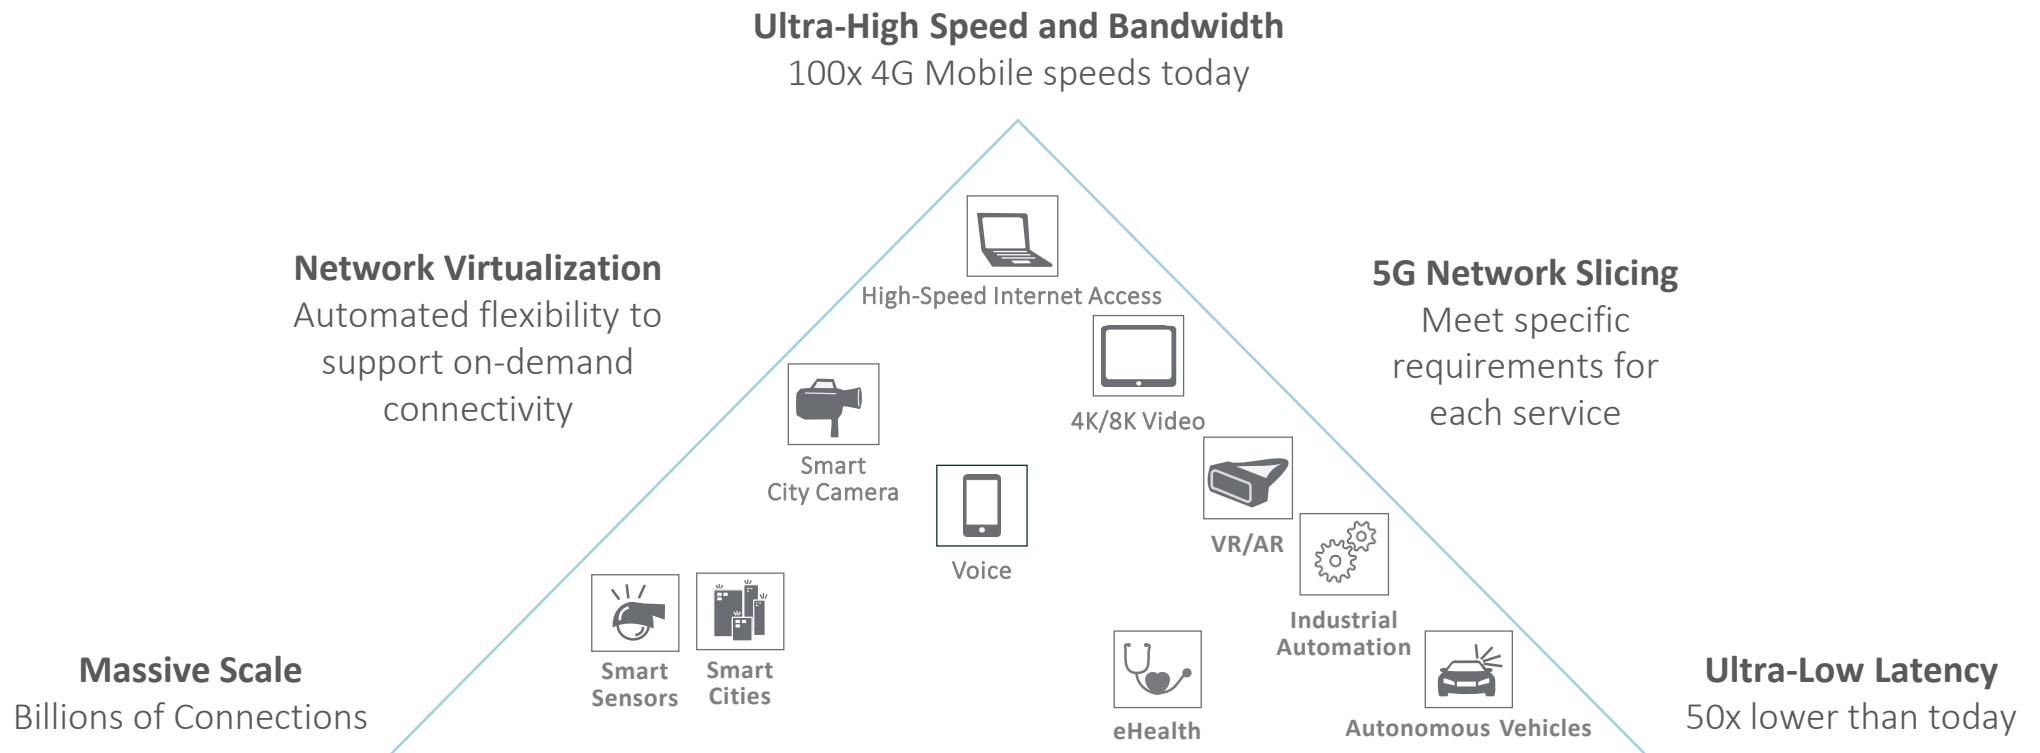 Ultra-High Speed and Bandwidth
100x 4G Mobile speeds today
Network Virtualization
Automated flexibility to
support on-demand
connectivity
5G Network Slicing
Meet specific
requirements for
each service
High-Speed Internet Access
4K/8K Video
Smart
City Camera
Voice
VR/AR
Industrial
Automation
Smart
Sensors
Smart
Cities
eHealth
Autonomous Vehicles
Massive Scale
Billions of Connections
Ultra-Low Latency
50x lower than today